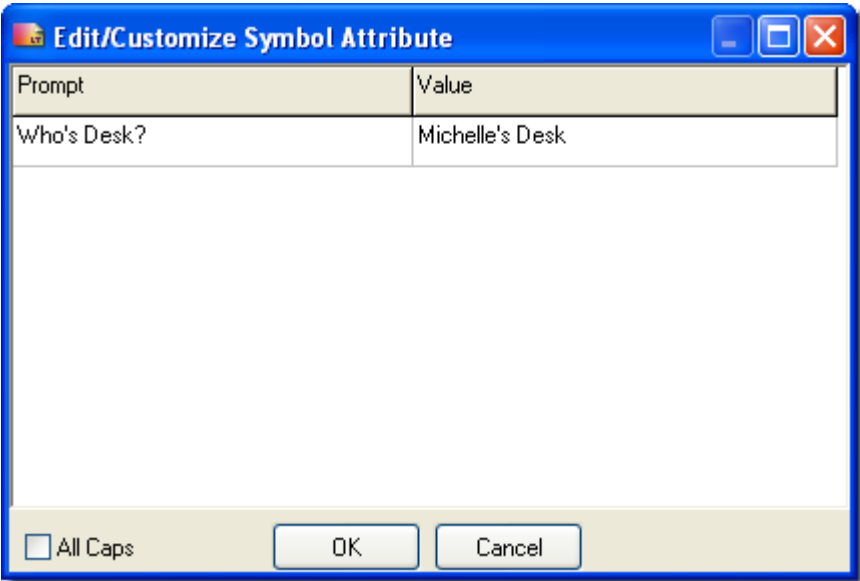 Edit/Customize Symbol Attribute
Prompt Value
Who's Desk? Michelle's Desk
All Caps OK Cancel